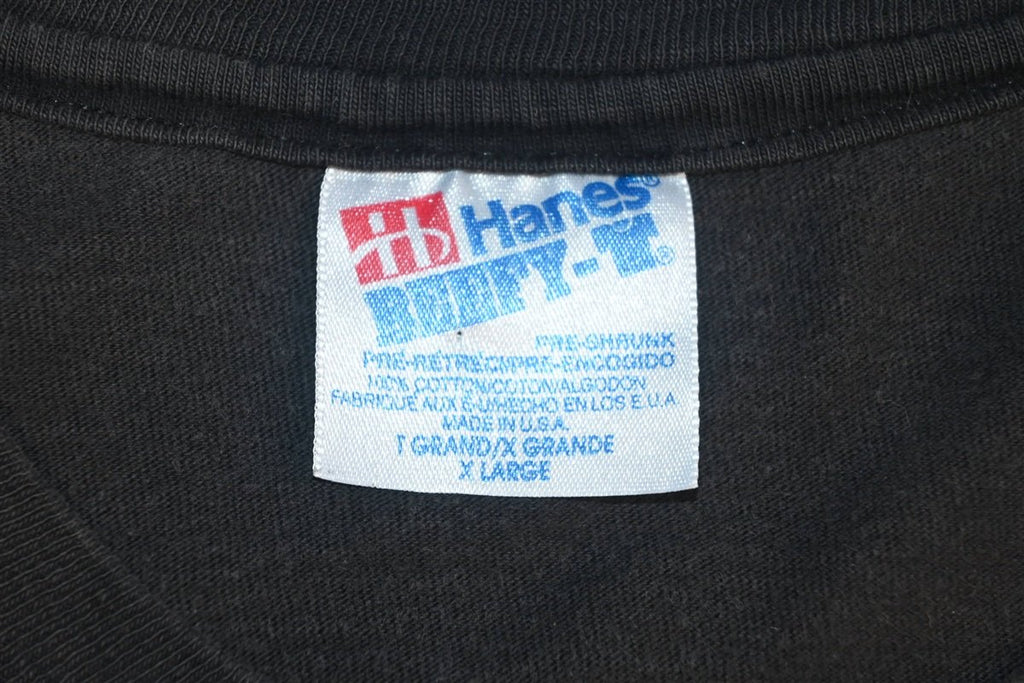 Hanes®
BEEFY-T®
PRE-SHRUNK
PRÉ-RÉTRÉCI/PRE-ENCOGIDO
100% COTTON/COTON/ALGODON
FABRIQUÉ AUX É-U/HECHO EN LOS E.U.A
MADE IN U.S.A.
T GRAND/X GRANDE
X LARGE